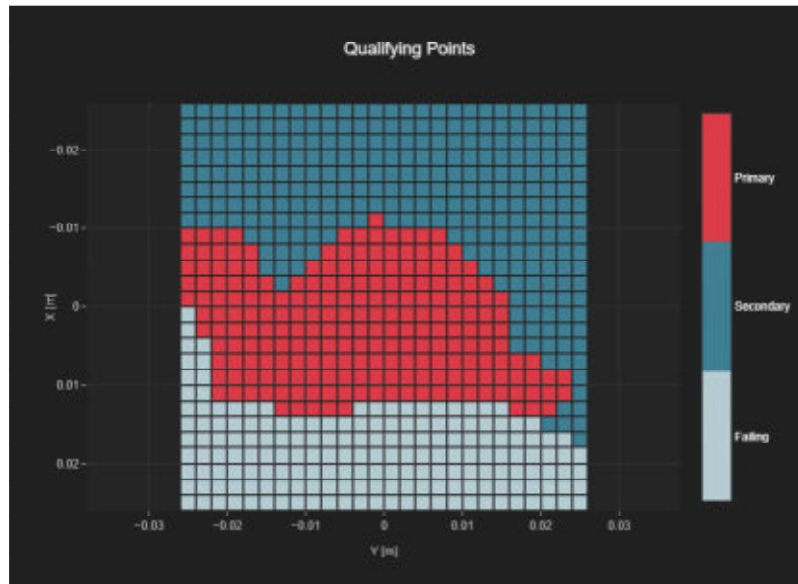 Qualifying Points
−0.02
−0.01
0
0.01
0.02
X [m]
−0.03
−0.02
−0.01
0
0.01
0.02
0.03
Y [m]
Primary
Secondary
Failing